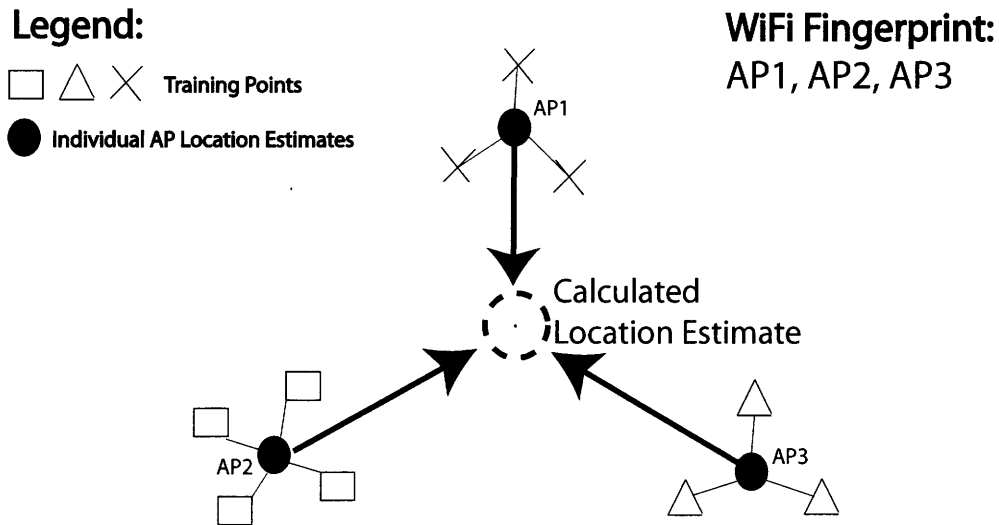 Legend:
Training Points
Individual AP Location Estimates
WiFi Fingerprint:
AP1, AP2, AP3
AP1
Calculated
Location Estimate
AP2
AP3